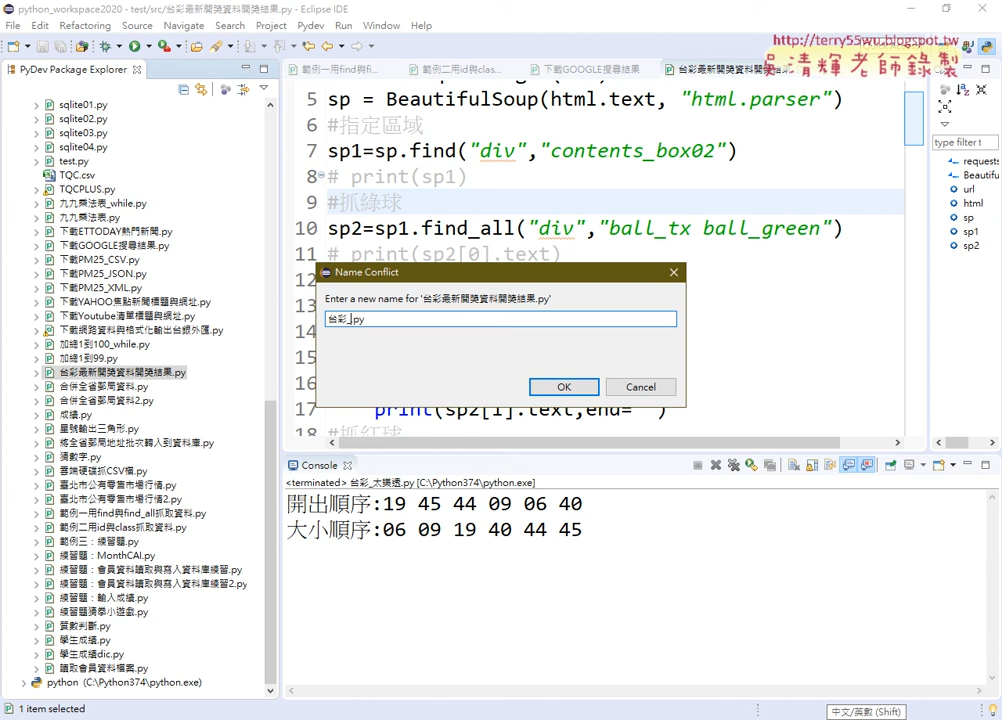 python_workspace2020 - test/src/台彩最新開獎資料開獎結果.py - Eclipse IDE
File Edit Refactoring Source Navigate Search Project Pydev Run Window Help
http://terry55wu.blogspot.tw
吳清輝老師錄製
PyDev Package Explorer
範例一用find與fi...
範例二用id與clas...
下載GOOGLE搜尋結果
台彩最新開獎資料開獎結果
sqlite01.py
sqlite02.py
sqlite03.py
sqlite04.py
test.py
TQC.csv
TQCPLUS.py
九九乘法表_while.py
九九乘法表.py
下載ETTODAY熱門新聞.py
下載GOOGLE搜尋結果.py
下載PM25_CSV.py
下載PM25_JSON.py
下載PM25_XML.py
下載YAHOO焦點新聞標題與網址.py
下載Youtube清單標題與網址.py
下載網路資料與格式化輸出台銀外匯.py
加總1到100_while.py
加總1到99.py
台彩最新開獎資料開獎結果.py
合併全省郵局資料.py
合併全省郵局資料2.py
成績.py
星號輸出三角形.py
將全省郵局地址批次轉入到資料庫.py
猜數字.py
雲端硬碟抓CSV檔.py
臺北市公有零售市場行情.py
臺北市公有零售市場行情2.py
範例一用find與find_all抓取資料.py
範例二用id與class抓取資料.py
範例三：練習題.py
練習題：MonthCAI.py
練習題：會員資料讀取與寫入資料庫練習.py
練習題：會員資料讀取與寫入資料庫練習2.py
練習題：輸入成績.py
練習題猜拳小遊戲.py
質數判斷.py
學生成績.py
學生成績dic.py
讀取會員資料檔案.py
python (C:\Python374\python.exe)
5 sp = BeautifulSoup(html.text, "html.parser")
6 #指定區域
7 sp1=sp.find("div","contents_box02")
8 # print(sp1)
9 #抓綠球
10 sp2=sp1.find_all("div","ball_tx ball_green")
11 # print(sp2[0].text)
12
13
14
15
16
17 print(sp2[i].text,end=" ")
18 #抓紅球
Name Conflict
Enter a new name for '台彩最新開獎資料開獎結果.py'
台彩_.py
OK Cancel
type filter t
requests
Beautifu
url
html
sp
sp1
sp2
Console
<terminated> 台彩_大樂透.py [C:\Python374\python.exe]
開出順序:19 45 44 09 06 40
大小順序:06 09 19 40 44 45
1 item selected
中文/英數 (Shift)